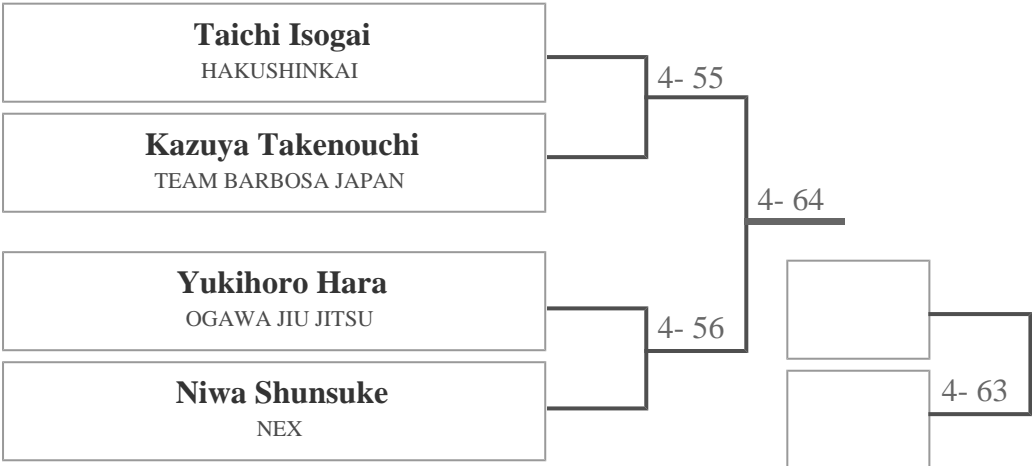 Taichi Isogai
HAKUSHINKAI
4- 55
Kazuya Takenouchi
TEAM BARBOSA JAPAN
4- 64
Yukihoro Hara
OGAWA JIU JITSU
4- 56
Niwa Shunsuke
NEX
4- 63